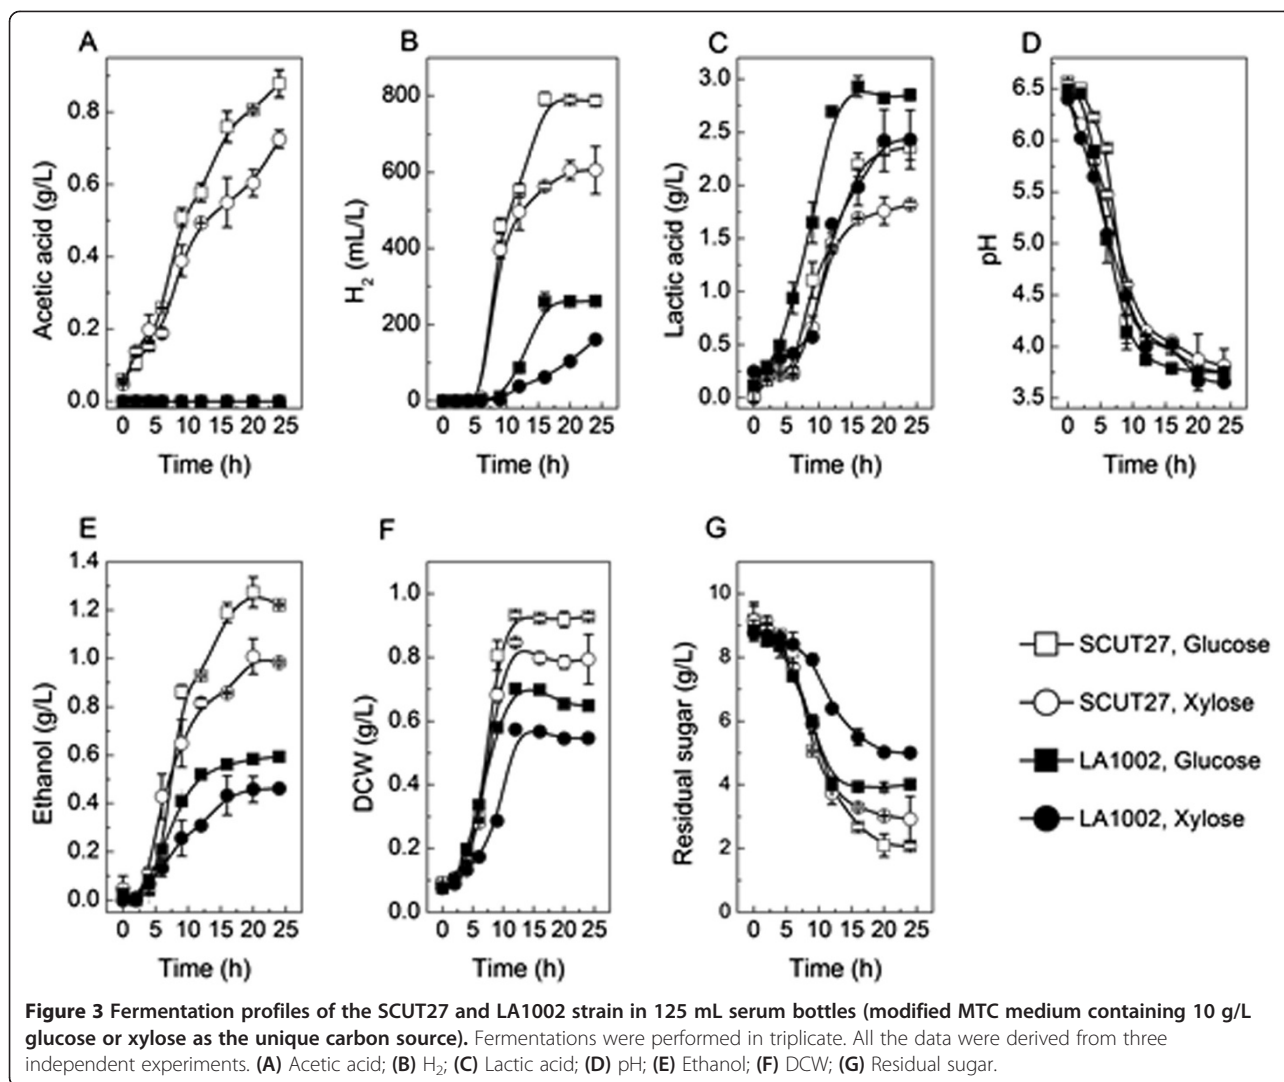 A
Acetic acid (g/L)
0.8
0.6
0.4
0.2
0.0
0 5 10 15 20 25
Time (h)
B
H2 (mL/L)
800
600
400
200
0
0 5 10 15 20 25
Time (h)
C
Lactic acid (g/L)
3.0
2.5
2.0
1.5
1.0
0.5
0.0
0 5 10 15 20 25
Time (h)
D
pH
6.5
6.0
5.5
5.0
4.5
4.0
3.5
0 5 10 15 20 25
Time (h)
E
Ethanol (g/L)
1.4
1.2
1.0
0.8
0.6
0.4
0.2
0.0
0 5 10 15 20 25
Time (h)
F
DCW (g/L)
1.0
0.8
0.6
0.4
0.2
0.0
0 5 10 15 20 25
Time (h)
G
Residual sugar (g/L)
10
8
6
4
2
0
0 5 10 15 20 25
Time (h)
SCUT27, Glucose
SCUT27, Xylose
LA1002, Glucose
LA1002, Xylose
Figure 3 Fermentation profiles of the SCUT27 and LA1002 strain in 125 mL serum bottles (modified MTC medium containing 10 g/L
glucose or xylose as the unique carbon source). Fermentations were performed in triplicate. All the data were derived from three
independent experiments. (A) Acetic acid; (B) H2; (C) Lactic acid; (D) pH; (E) Ethanol; (F) DCW; (G) Residual sugar.